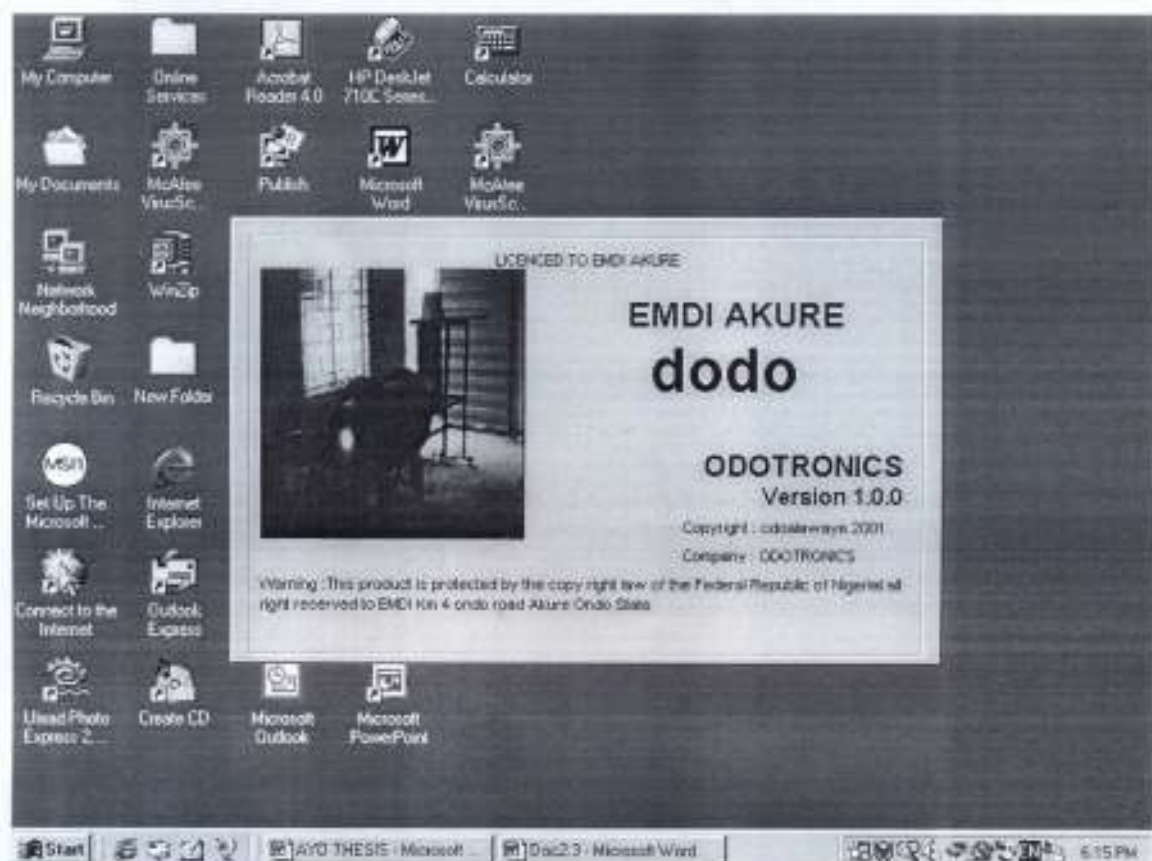 My Computer
Online
Services
Acrobat
Reader 4.0
HP DeskJet
710C Series...
Calculator
My Documents
McAfee
VirusSc...
Publish
Microsoft
Word
McAfee
VirusSc...
Network
Neighborhood
WinZip
Recycle Bin
New Folder
MSN
Set Up The
Microsoft ...
Internet
Explorer
Connect to the
Internet
Outlook
Express
Ulead Photo
Express 2....
Create CD
Microsoft
Outlook
Microsoft
PowerPoint
LICENCED TO EMDI AKURE
EMDI AKURE
dodo
ODOTRONICS
Version 1.0.0
Copyright : 2001
Company : ODOTRONICS
Warning :This product is protected by the copy right law of the Federal Republic of Nigeria! all
right reserved to EMDI Km 4 ondo road Akure Ondo State
Start
AYO THESIS - Microsoft ...
Doc2.3 - Microsoft Word
6:15 PM